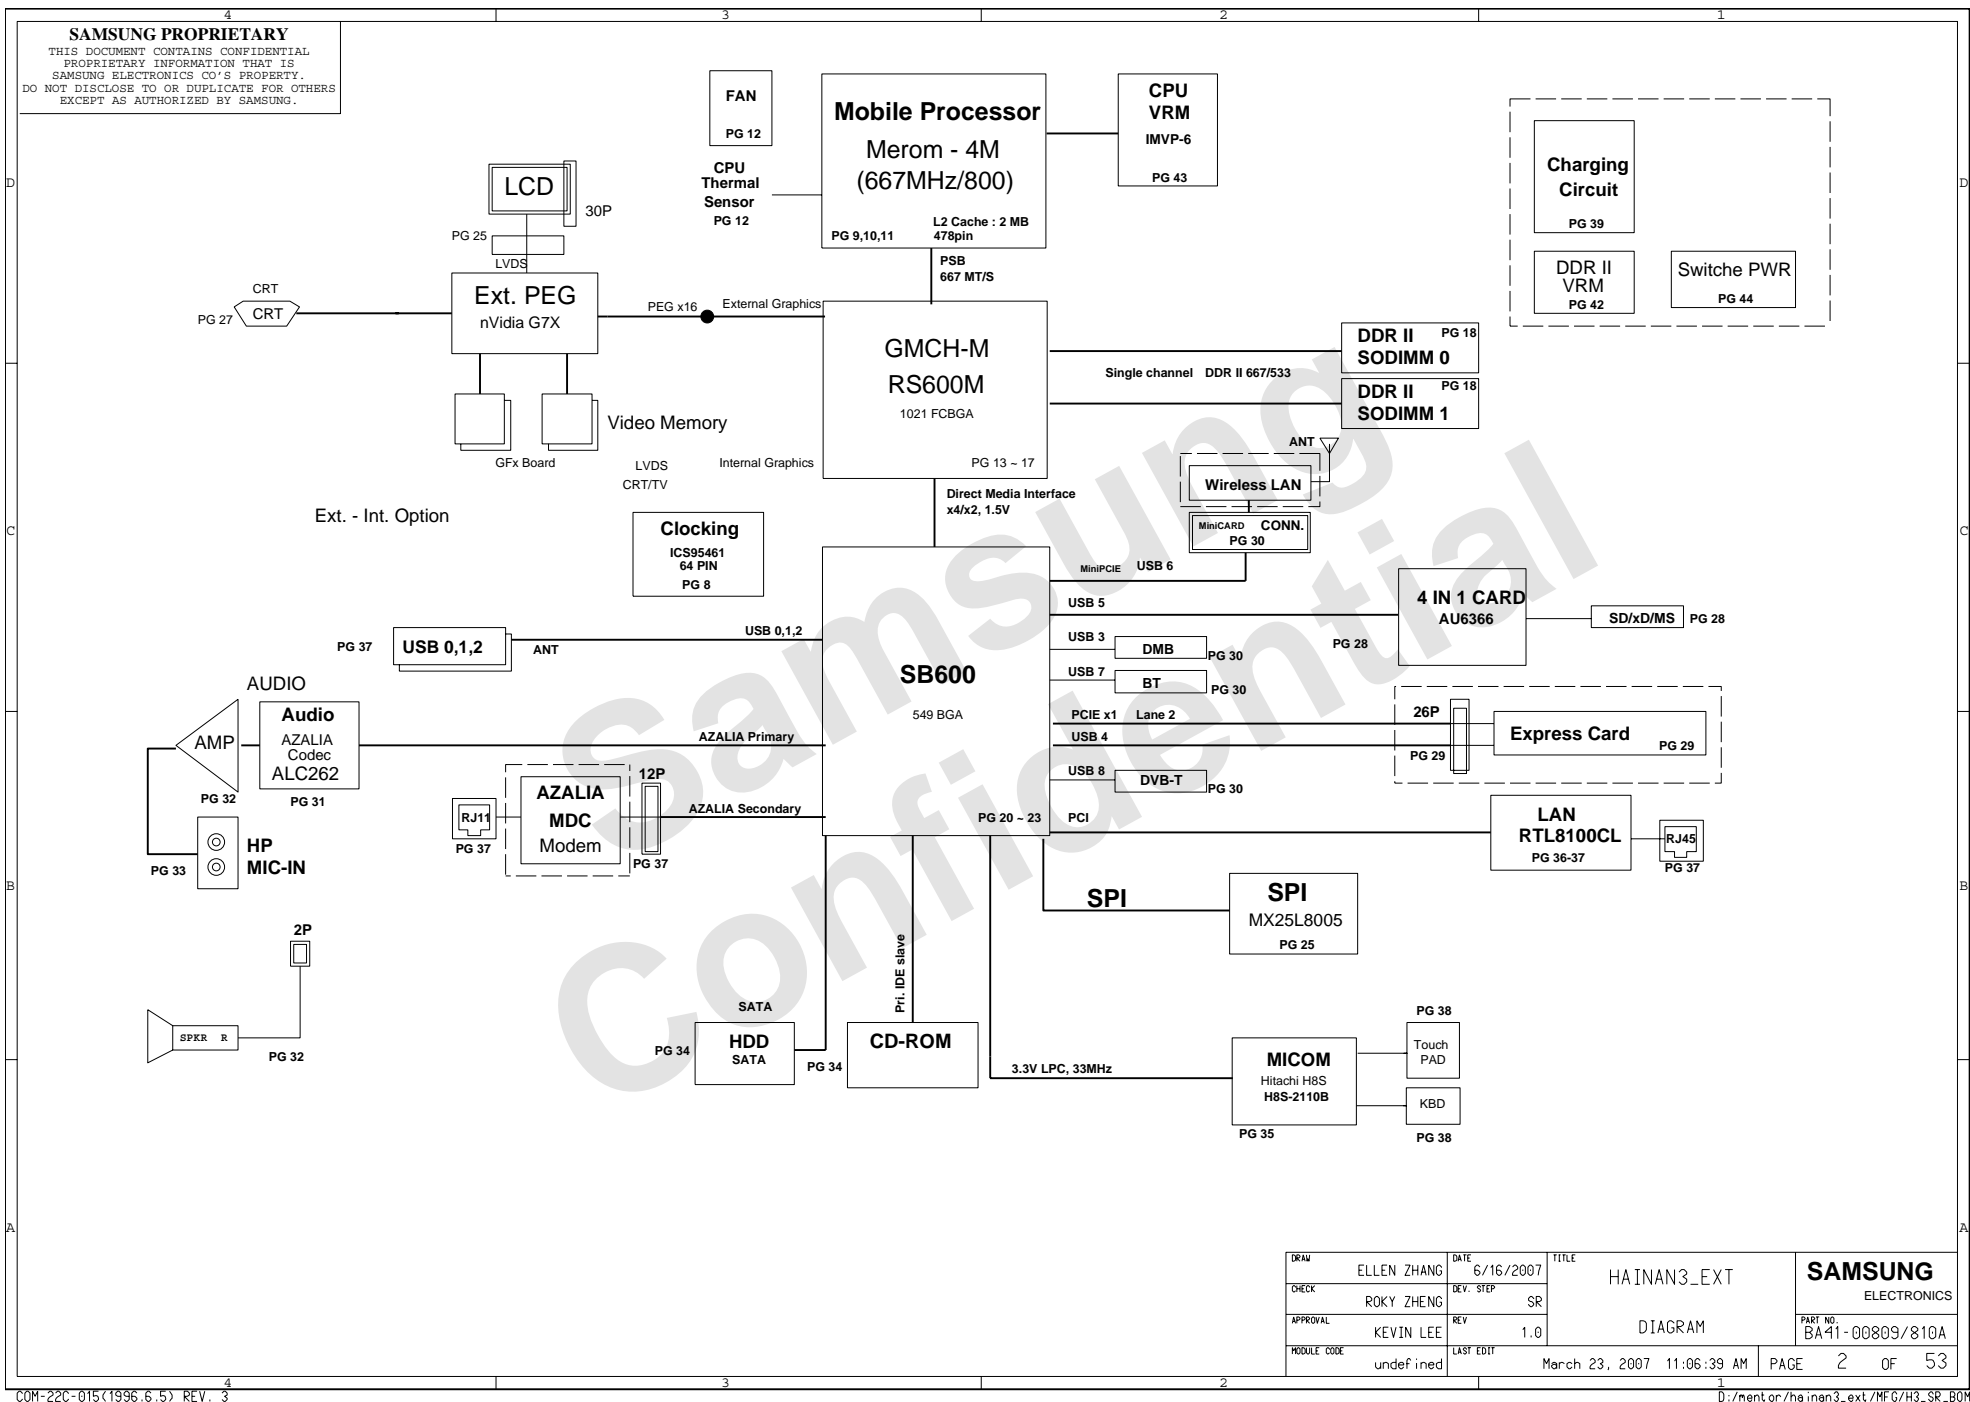 4 3 2 1
SAMSUNG PROPRIETARY
THIS DOCUMENT CONTAINS CONFIDENTIAL
PROPRIETARY INFORMATION THAT IS
SAMSUNG ELECTRONICS CO'S PROPERTY.
DO NOT DISCLOSE TO OR DUPLICATE FOR OTHERS
EXCEPT AS AUTHORIZED BY SAMSUNG.
FAN
PG 12
CPU
Thermal
Sensor
PG 12
Mobile Processor
Merom - 4M
(667MHz/800)
L2 Cache : 2 MB
PG 9,10,11
478pin
CPU
VRM
IMVP-6
PG 43
Charging
Circuit
PG 39
DDR II
VRM
PG 42
Switche PWR
PG 44
D
D
LCD
30P
PG 25
LVDS
PSB
667 MT/S
CRT
CRT
PG 27
Ext. PEG
nVidia G7X
PEG x16
External Graphics
GMCH-M
RS600M
1021 FCBGA
PG 13 ~ 17
DDR II
PG 18
SODIMM 0
Single channel DDR II 667/533
DDR II
PG 18
SODIMM 1
Video Memory
GFx Board
LVDS
CRT/TV
Internal Graphics
ANT
Wireless LAN
MiniCARD CONN.
PG 30
Direct Media Interface
x4/x2, 1.5V
Ext. - Int. Option
C
C
Clocking
ICS95461
64 PIN
PG 8
MiniPCIE USB 6
USB 5
4 IN 1 CARD
AU6366
SD/xD/MS
PG 28
PG 28
PG 37
USB 0,1,2
ANT
USB 0,1,2
USB 3
DMB
PG 30
USB 7
BT
PG 30
SB600
549 BGA
PG 20 ~ 23
AUDIO
AMP
PG 32
Audio
AZALIA
Codec
ALC262
PG 31
AZALIA Primary
PCIE x1 Lane 2
USB 4
26P
PG 29
Express Card
PG 29
USB 8
DVB-T
PG 30
RJ11
PG 37
AZALIA
MDC
Modem
12P
PG 37
AZALIA Secondary
PCI
LAN
RTL8100CL
PG 36-37
RJ45
PG 37
HP
MIC-IN
PG 33
B
B
SPI
SPI
MX25L8005
PG 25
2P
SPKR R
PG 32
Pri. IDE slave
SATA
HDD
SATA
PG 34
PG 34
CD-ROM
3.3V LPC, 33MHz
MICOM
Hitachi H8S
H8S-2110B
PG 35
PG 38
Touch
PAD
KBD
PG 38
A
A
Samsung
Confidential
DRAW
ELLEN ZHANG
DATE
6/16/2007
TITLE
HAINAN3_EXT
DIAGRAM
SAMSUNG
ELECTRONICS
CHECK
ROKY ZHENG
DEV. STEP
SR
APPROVAL
KEVIN LEE
REV
1.0
PART NO.
BA41-00809/810A
MODULE CODE
undefined
LAST EDIT
March 23, 2007 11:06:39 AM
PAGE 2 OF 53
4 3 2 1
COM-22C-015(1996.6.5) REV. 3
D:/mentor/hainan3_ext/MFG/H3_SR_BOM